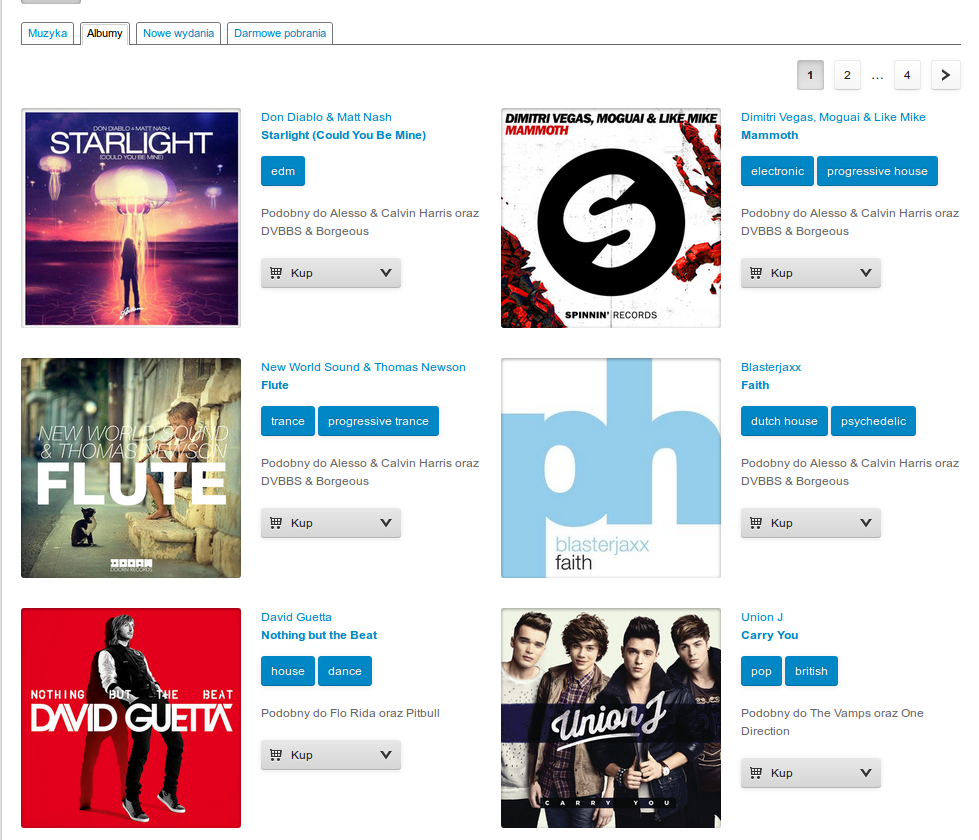 Muzyka
Albumy
Nowe wydania
Darmowe pobrania
1
2
...
4
DON DIABLO & MATT NASH
STARLIGHT
(COULD YOU BE MINE)
Don Diablo & Matt Nash
Starlight (Could You Be Mine)
edm
Podobny do Alesso & Calvin Harris oraz
DVBBS & Borgeous
Kup
DIMITRI VEGAS, MOGUAI & LIKE MIKE
MAMMOTH
SPINNIN' RECORDS
Dimitri Vegas, Moguai & Like Mike
Mammoth
electronic
progressive house
Podobny do Alesso & Calvin Harris oraz
DVBBS & Borgeous
Kup
NEW WORLD SOUND
& THOMAS NEWSON
FLUTE
DOORN RECORDS
New World Sound & Thomas Newson
Flute
trance
progressive trance
Podobny do Alesso & Calvin Harris oraz
DVBBS & Borgeous
Kup
ph
blasterjaxx
faith
Blasterjaxx
Faith
dutch house
psychedelic
Podobny do Alesso & Calvin Harris oraz
DVBBS & Borgeous
Kup
NOTHING BUT THE BEAT
DAVID GUETTA
David Guetta
Nothing but the Beat
house
dance
Podobny do Flo Rida oraz Pitbull
Kup
Union J
CARRY YOU
Union J
Carry You
pop
british
Podobny do The Vamps oraz One
Direction
Kup